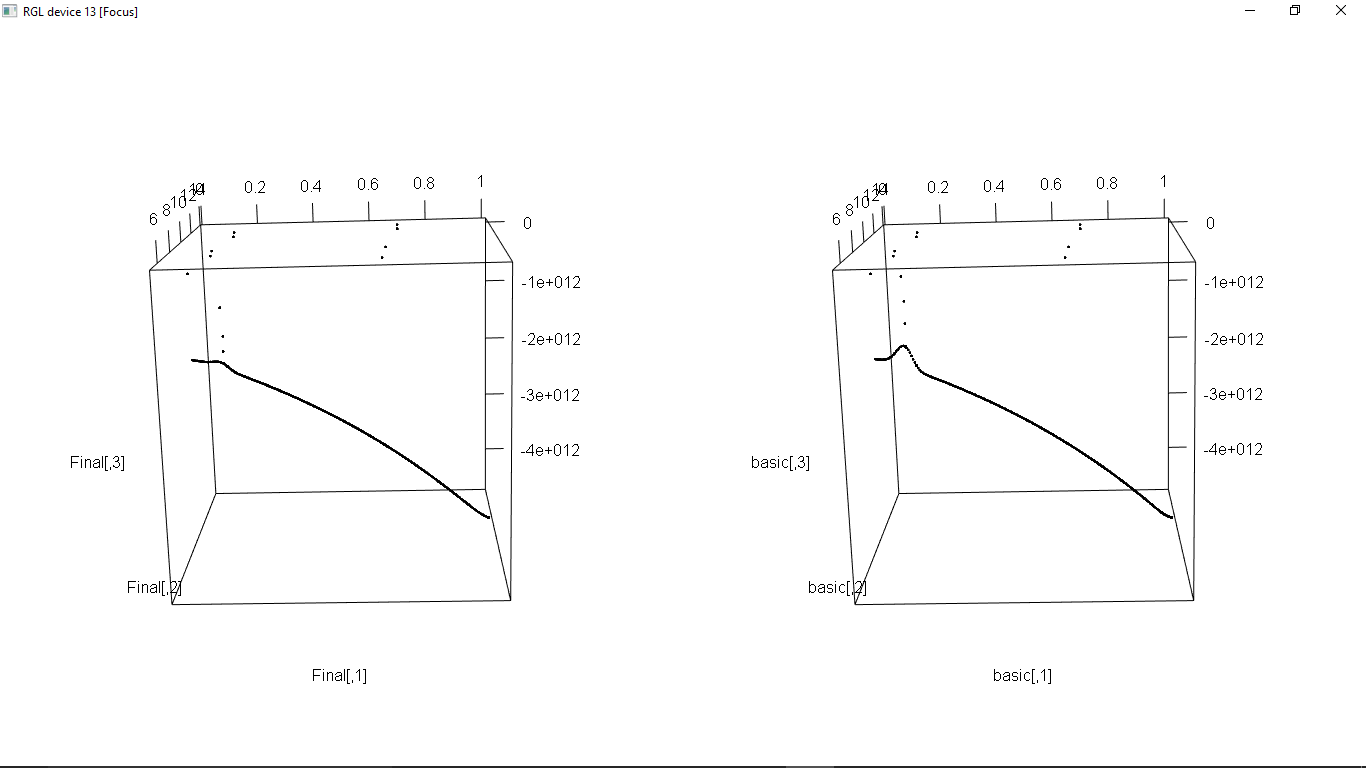 RGL device 13 [Focus]
0.2 0.4 0.6 0.8 1
6 8 10 12
0
-1e+012
-2e+012
-3e+012
-4e+012
Final[,3]
Final[,2]
Final[,1]
0.2 0.4 0.6 0.8 1
6 8 10 12
0
-1e+012
-2e+012
-3e+012
-4e+012
basic[,3]
basic[,2]
basic[,1]